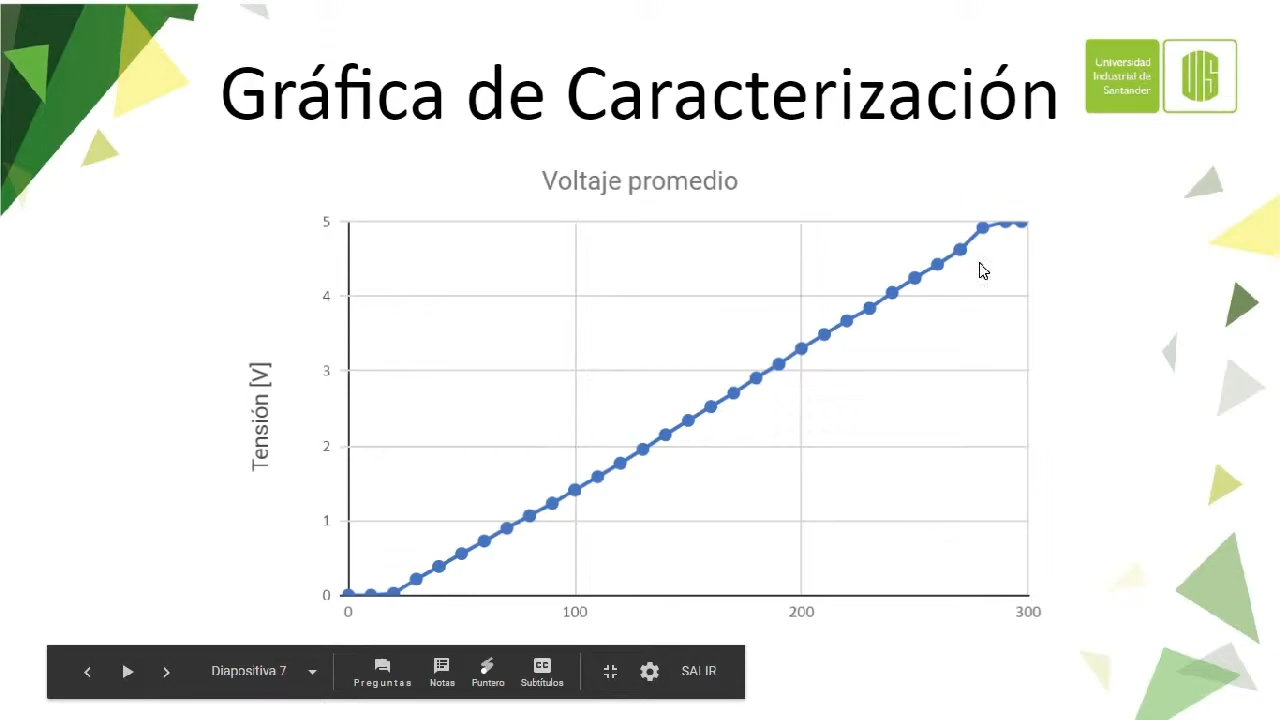 Gráfica de Caracterización
Universidad
Industrial de
Santander
UIS
Voltaje promedio
Tensión [V]
5
4
3
2
1
0
0 100 200 300
Diapositiva 7
Preguntas Notas Puntero CC Subtítulos SALIR